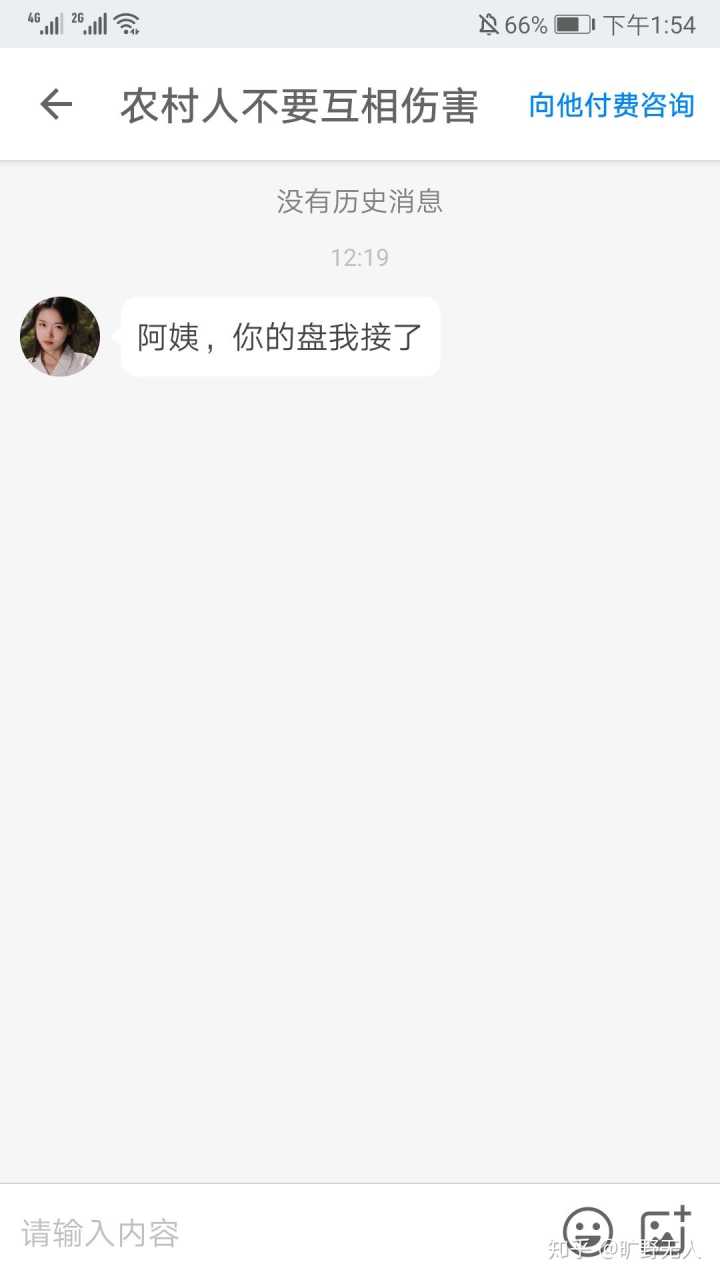 4G 2G 66% 下午1:54
农村人不要互相伤害 向他付费咨询
没有历史消息
12:19
阿姨，你的盘我接了
请输入内容
知乎 @旷野无人